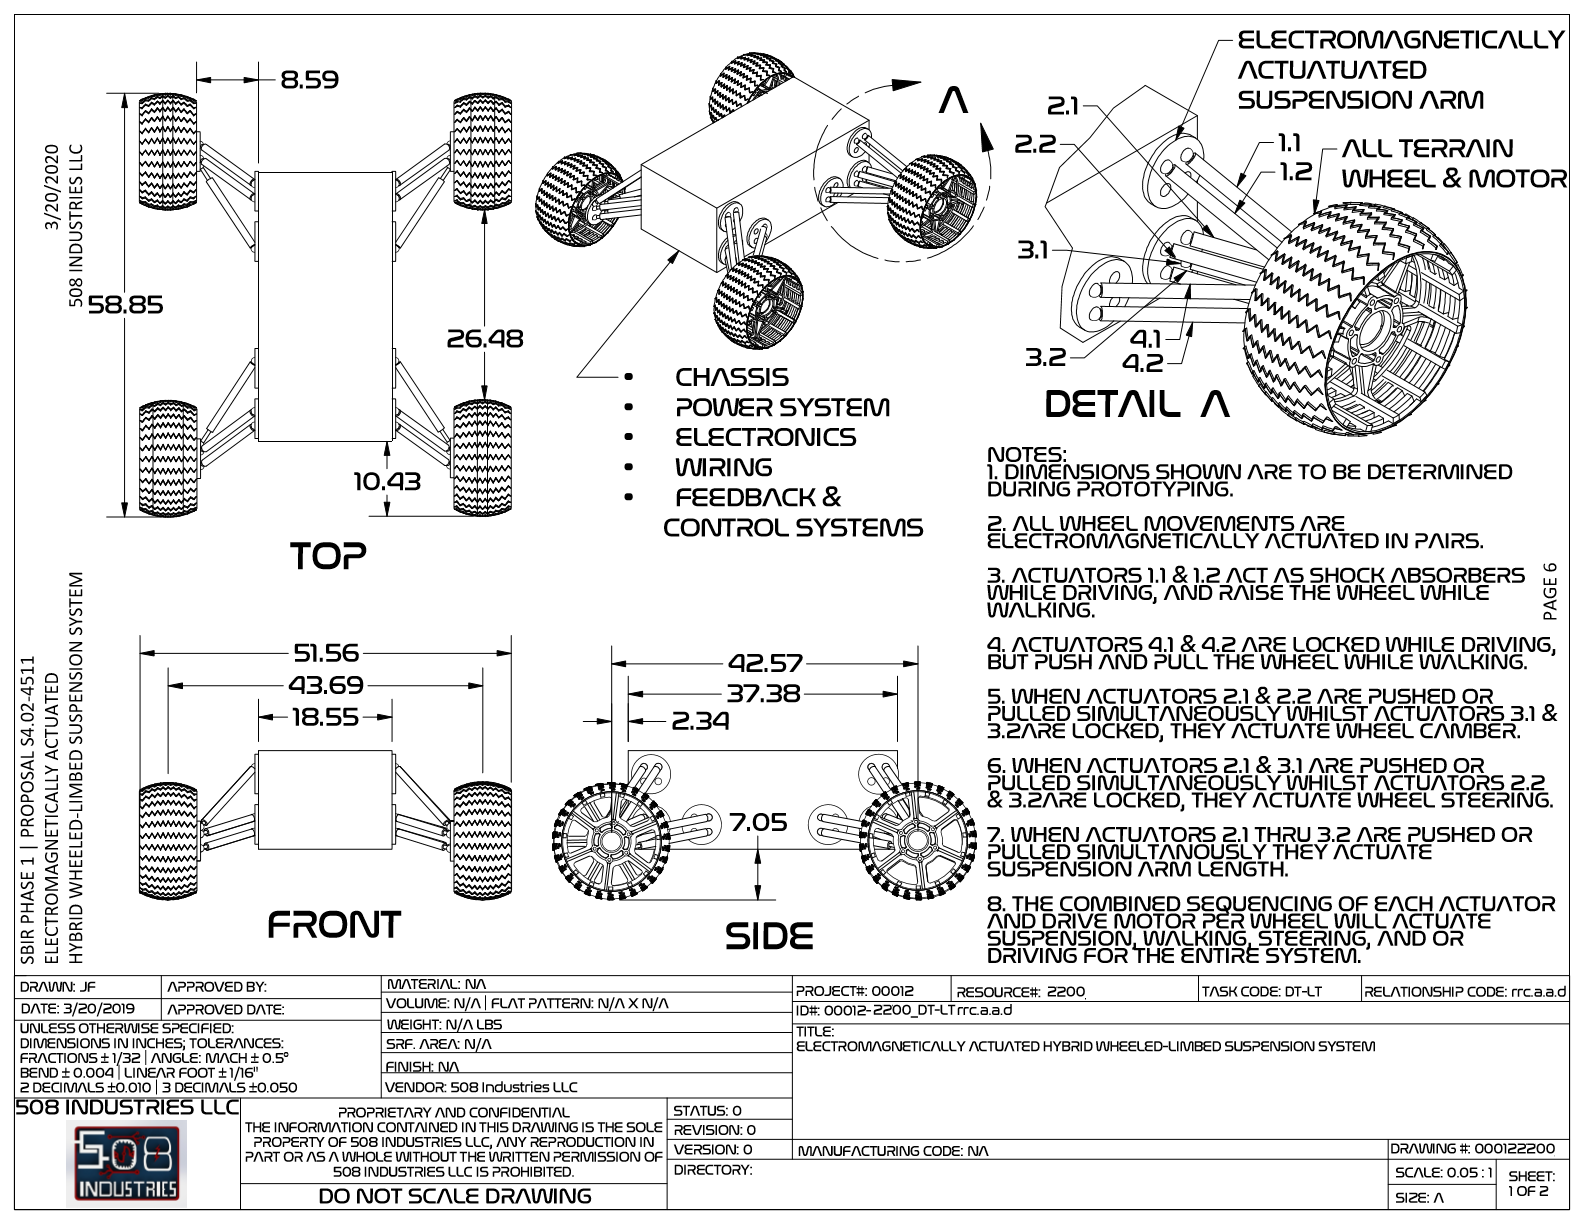 8.59
58.85
26.48
10.43
TOP
3/20/2020
508 INDUSTRIES LLC
A
• CHASSIS
• POWER SYSTEM
• ELECTRONICS
• WIRING
• FEEDBACK &
CONTROL SYSTEMS
ELECTROMAGNETICALLY
ACTUATUATED
SUSPENSION ARM
2.1
2.2
1.1
1.2
ALL TERRAIN
WHEEL & MOTOR
3.1
3.2
4.1
4.2
DETAIL A
51.56
43.69
18.55
FRONT
42.57
37.38
2.34
7.05
SIDE
SBIR PHASE 1 | PROPOSAL S4.02-4511
ELECTROMAGNETICALLY ACTUATED
HYBRID WHEELED-LIMBED SUSPENSION SYSTEM
NOTES:
1. DIMENSIONS SHOWN ARE TO BE DETERMINED
DURING PROTOTYPING.
2. ALL WHEEL MOVEMENTS ARE
ELECTROMAGNETICALLY ACTUATED IN PAIRS.
3. ACTUATORS 1.1 & 1.2 ACT AS SHOCK ABSORBERS
WHILE DRIVING, AND RAISE THE WHEEL WHILE
WALKING.
4. ACTUATORS 4.1 & 4.2 ARE LOCKED WHILE DRIVING,
BUT PUSH AND PULL THE WHEEL WHILE WALKING.
5. WHEN ACTUATORS 2.1 & 2.2 ARE PUSHED OR
PULLED SIMULTANEOUSLY WHILST ACTUATORS 3.1 &
3.2ARE LOCKED, THEY ACTUATE WHEEL CAMBER.
6. WHEN ACTUATORS 2.1 & 3.1 ARE PUSHED OR
PULLED SIMULTANEOUSLY WHILST ACTUATORS 2.2
& 3.2ARE LOCKED, THEY ACTUATE WHEEL STEERING.
7. WHEN ACTUATORS 2.1 THRU 3.2 ARE PUSHED OR
PULLED SIMULTANOUSLY THEY ACTUATE
SUSPENSION ARM LENGTH.
8. THE COMBINED SEQUENCING OF EACH ACTUATOR
AND DRIVE MOTOR PER WHEEL WILL ACTUATE
SUSPENSION, WALKING, STEERING, AND OR
DRIVING FOR THE ENTIRE SYSTEM.
PAGE 6
DRAWN: JF
APPROVED BY:
DATE: 3/20/2019
APPROVED DATE:
UNLESS OTHERWISE SPECIFIED:
DIMENSIONS IN INCHES; TOLERANCES:
FRACTIONS ± 1/32 | ANGLE: MACH ± 0.5°
BEND ± 0.004 | LINEAR FOOT ± 1/16"
2 DECIMALS ±0.010 | 3 DECIMALS ±0.050
MATERIAL: NA
VOLUME: N/A | FLAT PATTERN: N/A X N/A
WEIGHT: N/A LBS
SRF. AREA: N/A
FINISH: NA
VENDOR: 508 Industries LLC
PROJECT#: 00012
RESOURCE#: 2200
TASK CODE: DT-LT
RELATIONSHIP CODE: rrc.a.a.d
ID#: 00012-2200_DT-LTrrc.a.a.d
TITLE:
ELECTROMAGNETICALLY ACTUATED HYBRID WHEELED-LIMBED SUSPENSION SYSTEM
508 INDUSTRIES LLC
508
INDUSTRIES
PROPRIETARY AND CONFIDENTIAL
THE INFORMATION CONTAINED IN THIS DRAWING IS THE SOLE
PROPERTY OF 508 INDUSTRIES LLC, ANY REPRODUCTION IN
PART OR AS A WHOLE WITHOUT THE WRITTEN PERMISSION OF
508 INDUSTRIES LLC IS PROHIBITED.
DO NOT SCALE DRAWING
STATUS: 0
REVISION: 0
VERSION: 0
DIRECTORY:
MANUFACTURING CODE: NA
DRAWING #: 000122200
SCALE: 0.05 : 1
SIZE: A
SHEET:
1 OF 2